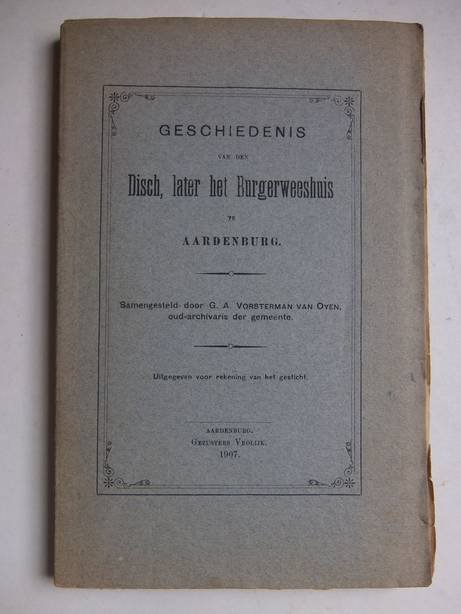 GESCHIEDENIS
VAN DEN
Disch, later het Burgerweeshuis
TE
AARDENBURG.
Samengesteld door G. A. VORSTERMAN VAN OYEN,
oud-archivaris der gemeente.
Uitgegeven voor rekening van het gesticht.
AARDENBURG.
GEZUSTERS VROLIJK.
1907.